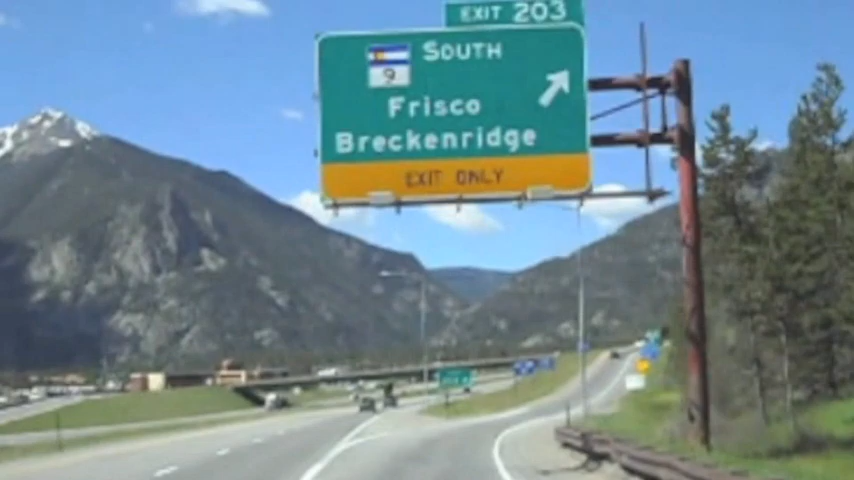 EXIT 203
9 SOUTH
Frisco
Breckenridge
EXIT ONLY